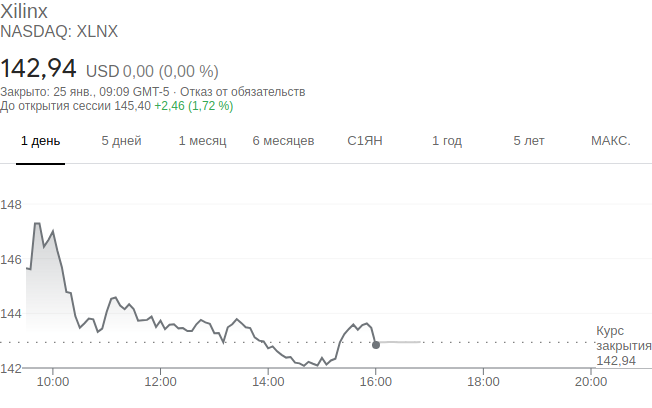 Xilinx
NASDAQ: XLNX
142,94 USD 0,00 (0,00 %)
Закрыто: 25 янв., 09:09 GMT-5 · Отказ от обязательств
До открытия сессии 145,40 +2,46 (1,72 %)
1 день 5 дней 1 месяц 6 месяцев С1ЯН 1 год 5 лет МАКС.
148
146
144
Курс
закрытия
142,94
142
10:00 12:00 14:00 16:00 18:00 20:00